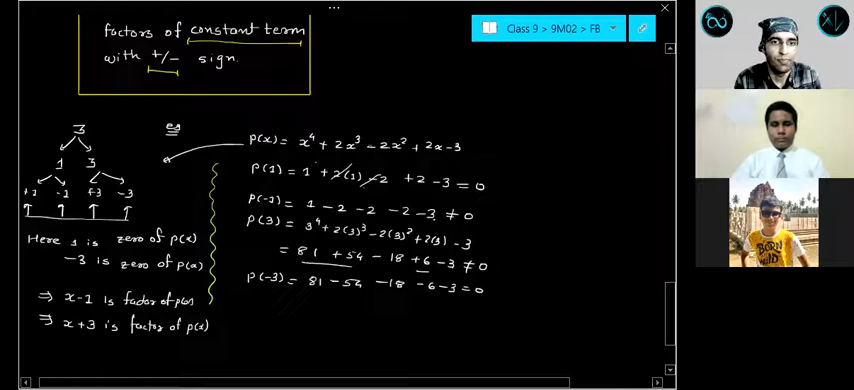 factors of constant term
with +/- sign.
Class 9 > 9M02 > FB
3
1 3
+1 -1 +3 -3
Here 1 is zero of p(x)
-3 is zero of p(x)
⇒ x-1 is factor of p(x)
⇒ x+3 is factor of p(x)
eg
p(x) = x⁴ + 2x³ - 2x² + 2x - 3
p(1) = 1 + 2(1) - 2 + 2 - 3 = 0
p(-1) = 1 - 2 - 2 - 2 - 3 ≠ 0
p(3) = 3⁴ + 2(3)³ - 2(3)² + 2(3) - 3
= 81 + 54 - 18 + 6 - 3 ≠ 0
p(-3) = 81 - 54 - 18 - 6 - 3 = 0
BORN
WILD